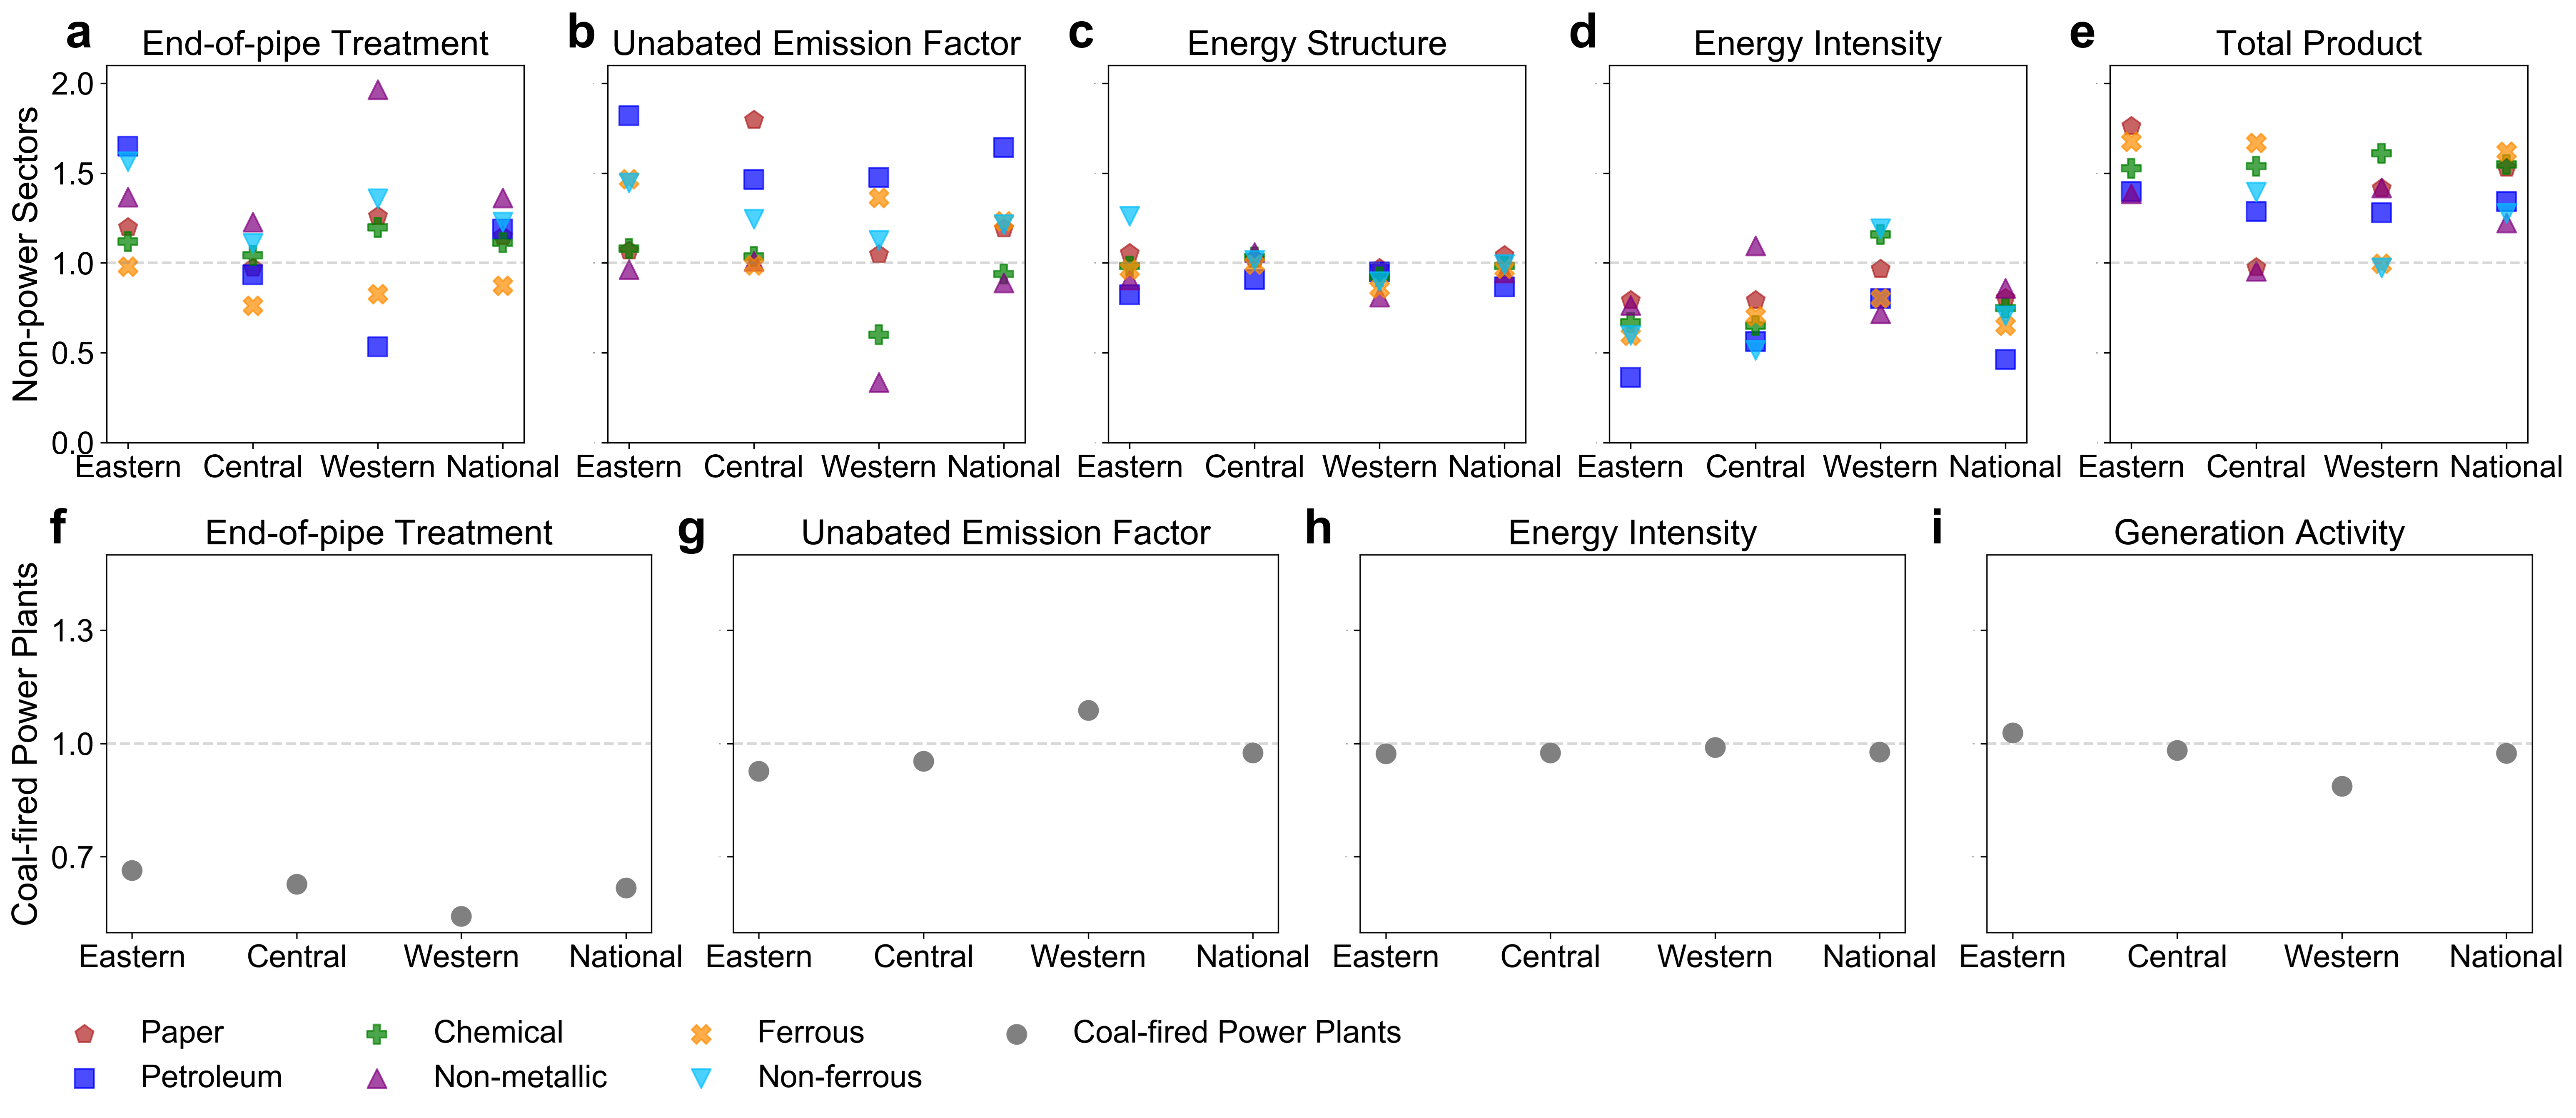 a End-of-pipe Treatment
b Unabated Emission Factor
c Energy Structure
d Energy Intensity
e Total Product
Non-power Sectors
2.0
1.5
1.0
0.5
0.0
Eastern Central Western National
Eastern Central Western National
Eastern Central Western National
Eastern Central Western National
Eastern Central Western National
f End-of-pipe Treatment
g Unabated Emission Factor
h Energy Intensity
i Generation Activity
Coal-fired Power Plants
1.3
1.0
0.7
Eastern Central Western National
Eastern Central Western National
Eastern Central Western National
Eastern Central Western National
Paper Chemical Ferrous Coal-fired Power Plants
Petroleum Non-metallic Non-ferrous